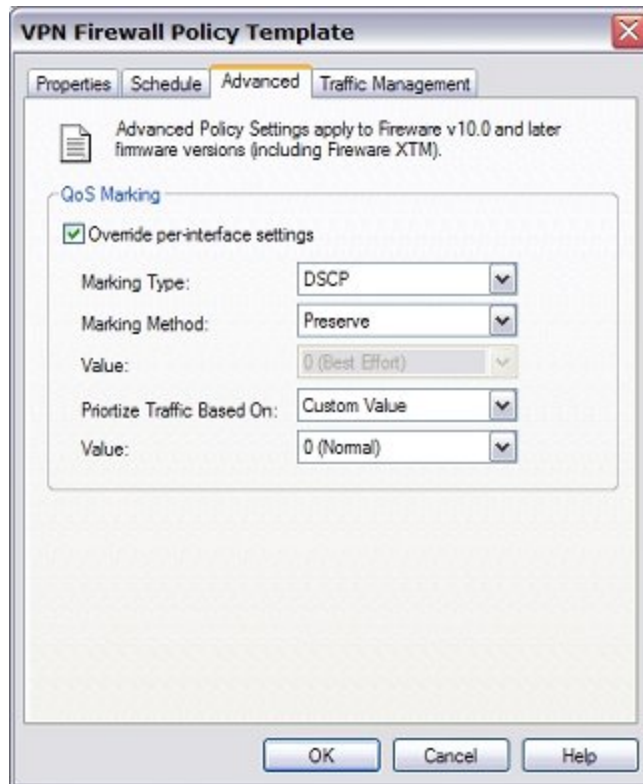 VPN Firewall Policy Template
Properties Schedule Advanced Traffic Management
Advanced Policy Settings apply to Fireware v10.0 and later
firmware versions (including Fireware XTM).
QoS Marking
Override per-interface settings
Marking Type: DSCP
Marking Method: Preserve
Value: 0 (Best Effort)
Prioritize Traffic Based On: Custom Value
Value: 0 (Normal)
OK Cancel Help